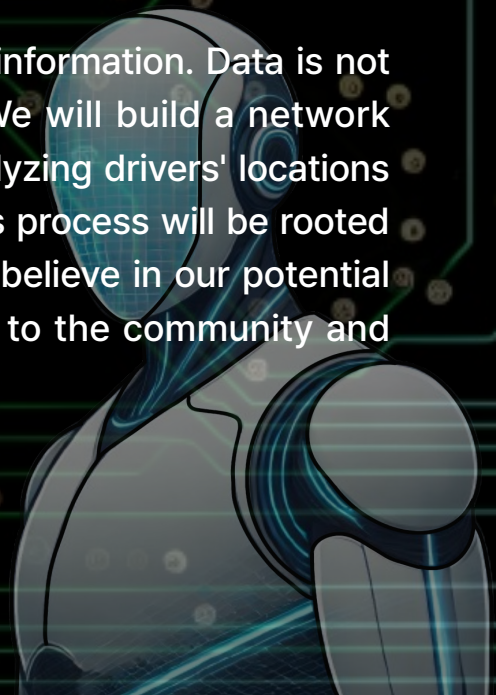 information. Data is not
We will build a network
lyzing drivers' locations
s process will be rooted
believe in our potential
to the community and